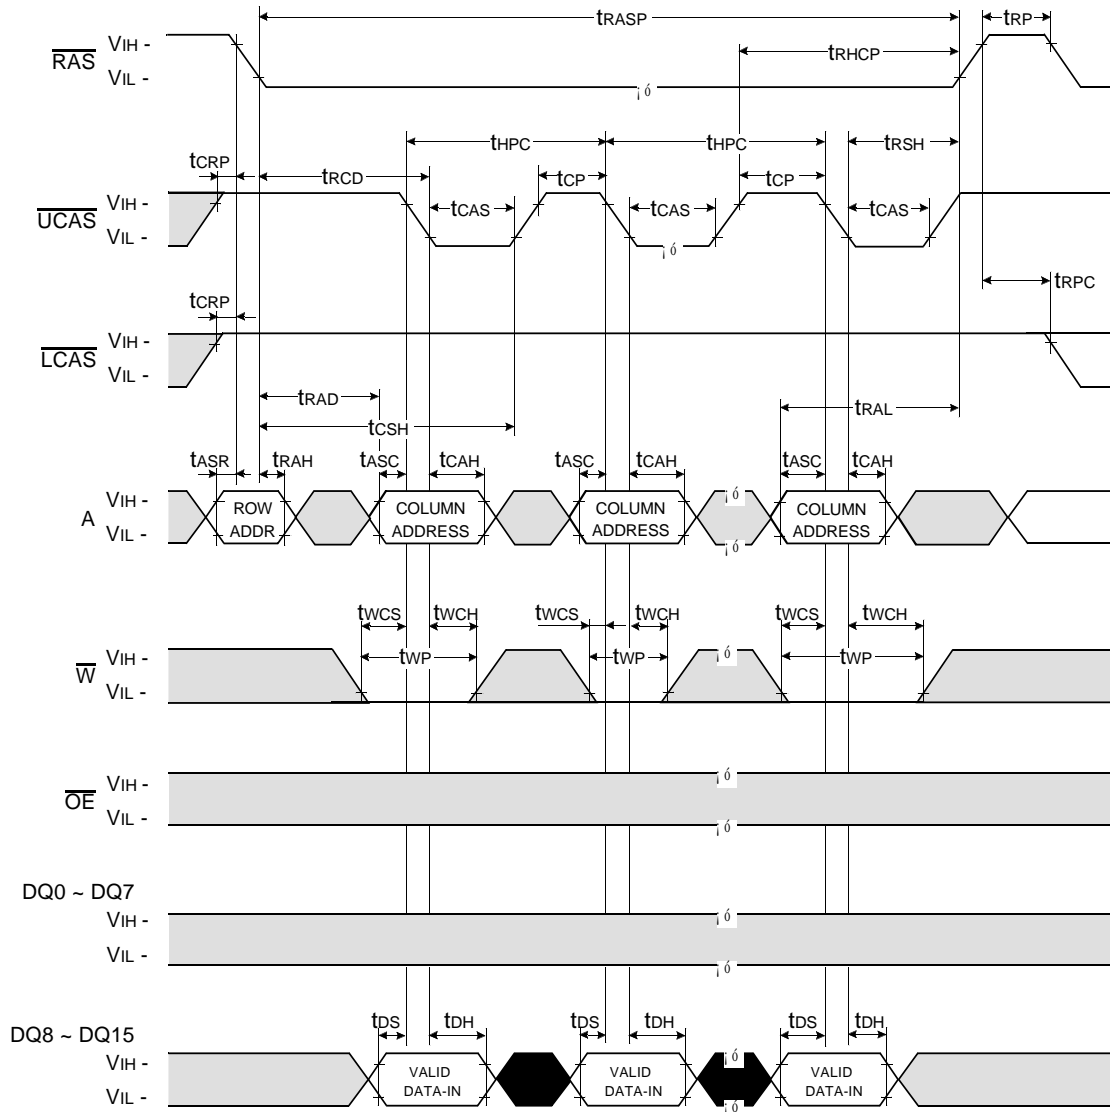 tRASP
tRP
RAS
VIH -
VIL -
tRHCP
¡ó
tHPC
tHPC
tRSH
tCRP
tRCD
tCP
tCP
UCAS
VIH -
VIL -
tCAS
tCAS
tCAS
¡ó
tRPC
tCRP
LCAS
VIH -
VIL -
tRAD
tCSH
tRAL
tASR
tRAH
tASC
tCAH
tASC
tCAH
tASC
tCAH
A
VIH -
VIL -
ROW
ADDR
COLUMN
ADDRESS
COLUMN
ADDRESS
¡ó
¡ó
COLUMN
ADDRESS
tWCS
tWCH
tWCS
tWCH
tWCS
tWCH
W
VIH -
VIL -
tWP
tWP
tWP
¡ó
OE
VIH -
VIL -
¡ó
¡ó
DQ0 ~ DQ7
VIH -
VIL -
¡ó
¡ó
DQ8 ~ DQ15
VIH -
VIL -
tDS
tDH
tDS
tDH
tDS
tDH
VALID
DATA-IN
VALID
DATA-IN
¡ó
¡ó
VALID
DATA-IN